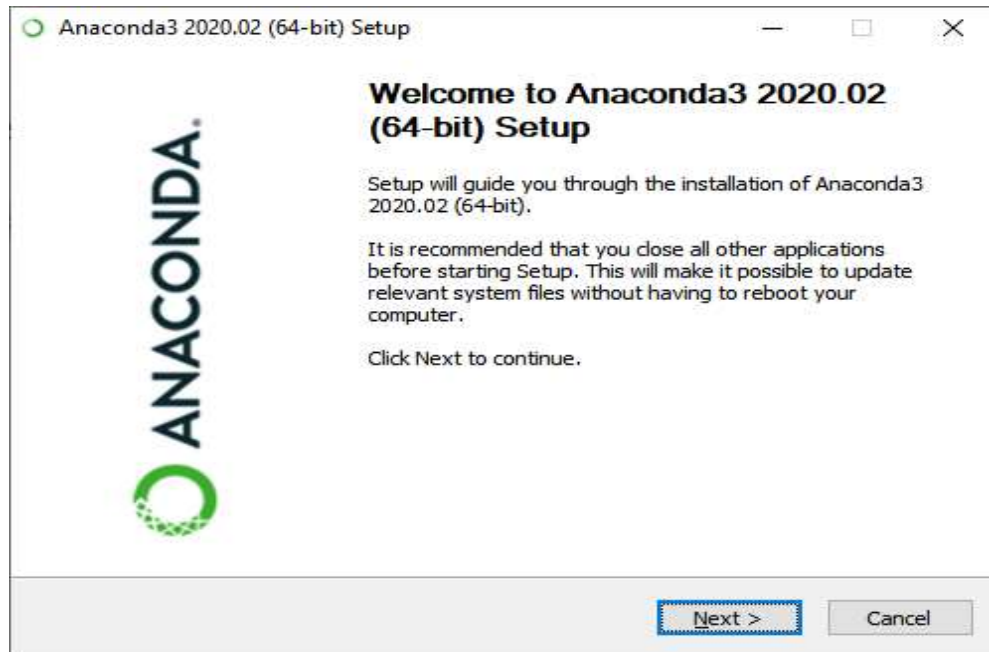 Anaconda3 2020.02 (64-bit) Setup
Welcome to Anaconda3 2020.02
(64-bit) Setup
Setup will guide you through the installation of Anaconda3
2020.02 (64-bit).
It is recommended that you close all other applications
before starting Setup. This will make it possible to update
relevant system files without having to reboot your
computer.
Click Next to continue.
ANACONDA.
Next >
Cancel